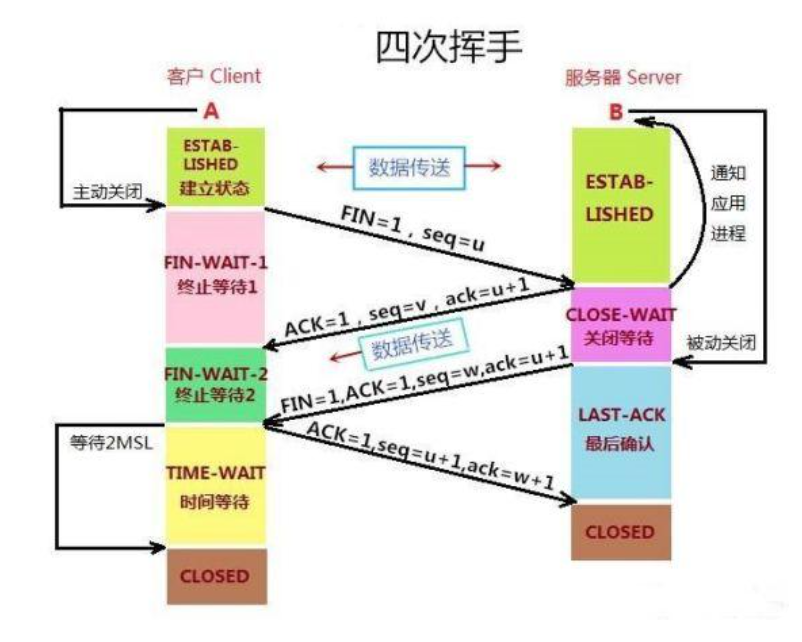 四次挥手
客户 Client
服务器 Server
A
B
ESTAB-
LISHED
建立状态
数据传送
ESTAB-
LISHED
通知
应用
进程
主动关闭
FIN=1，seq=u
FIN-WAIT-1
终止等待1
ACK=1，seq=v，ack=u+1
CLOSE-WAIT
关闭等待
被动关闭
数据传送
FIN-WAIT-2
终止等待2
FIN=1,ACK=1,seq=w,ack=u+1
LAST-ACK
最后确认
等待2MSL
ACK=1,seq=u+1,ack=w+1
TIME-WAIT
时间等待
CLOSED
CLOSED